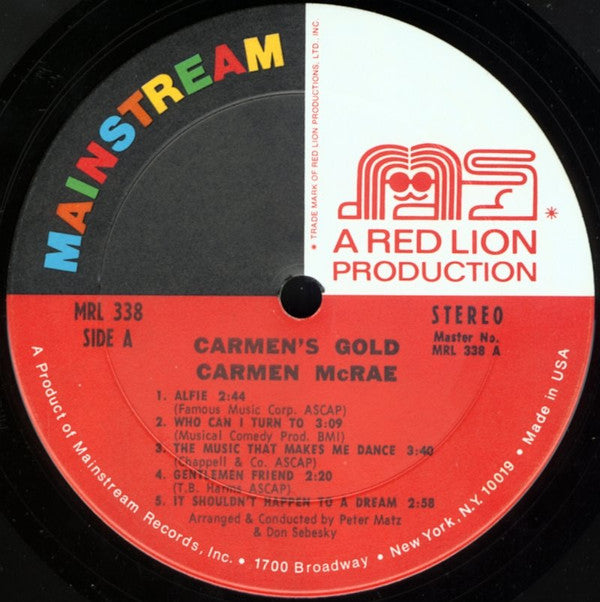 MAINSTREAM
* TRADE MARK OF RED LION PRODUCTIONS, LTD., INC.
*
A RED LION
PRODUCTION
MRL 338
SIDE A
STEREO
Master No.
MRL 338 A
CARMEN'S GOLD
CARMEN McRAE
1. ALFIE 2:44
(Famous Music Corp. ASCAP)
2. WHO CAN I TURN TO 3:09
(Musical Comedy Prod. BMI)
3. THE MUSIC THAT MAKES ME DANCE 3:40
(Chappell & Co. ASCAP)
4. GENTLEMEN FRIEND 2:20
(T.B. Harms ASCAP)
5. IT SHOULDN'T HAPPEN TO A DREAM 2:58
Arranged & Conducted by Peter Matz
& Don Sebesky
A Product of Mainstream Records, Inc. • 1700 Broadway • New York, N.Y. 10019 • Made in USA